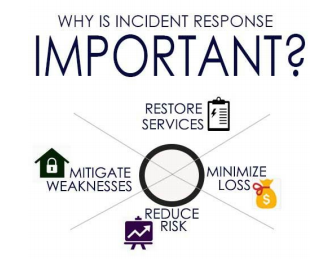 WHY IS INCIDENT RESPONSE
IMPORTANT?
RESTORE
SERVICES
MITIGATE
WEAKNESSES
MINIMIZE
LOSS
$
REDUCE
RISK